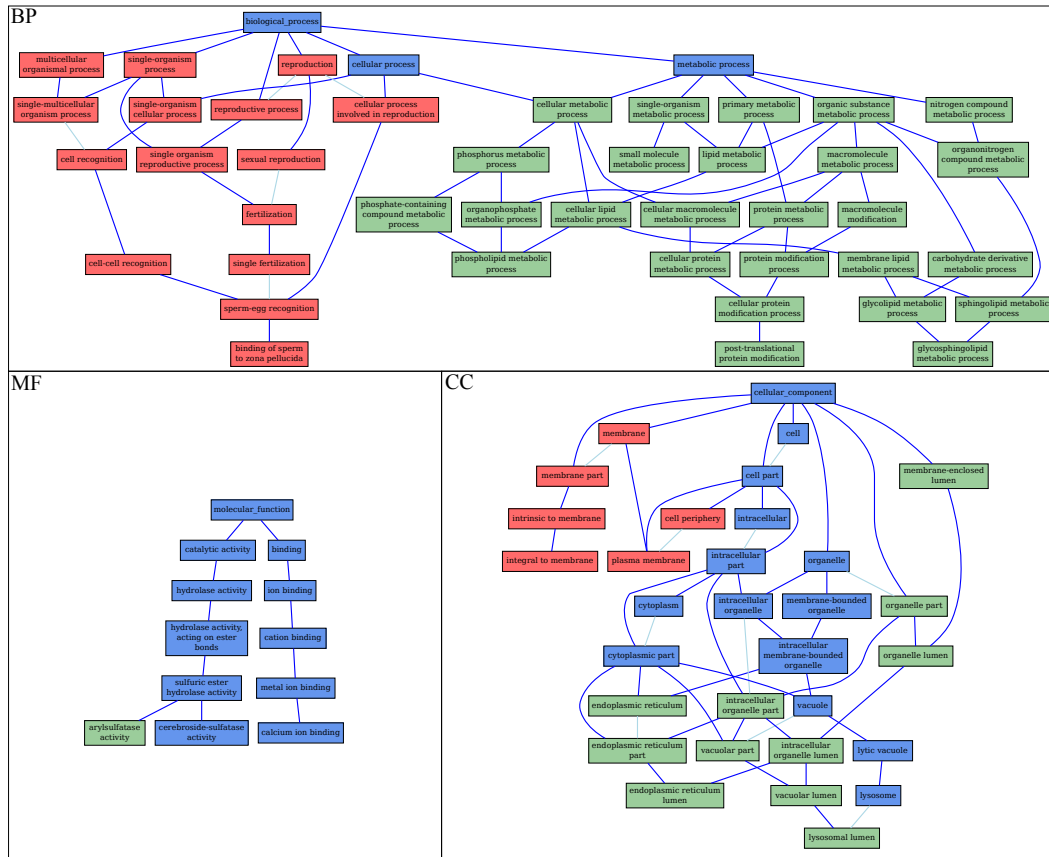 BP
biological_process
multicellular
organismal process
single-organism
process
reproduction
cellular process
metabolic process
single-multicellular
organism process
single-organism
cellular process
reproductive process
cellular process
involved in reproduction
cellular metabolic
process
single-organism
metabolic process
primary metabolic
process
organic substance
metabolic process
nitrogen compound
metabolic process
cell recognition
single organism
reproductive process
sexual reproduction
phosphorus metabolic
process
small molecule
metabolic process
lipid metabolic process
macromolecule
metabolic process
organonitrogen
compound metabolic
process
fertilization
phosphate-containing
compound metabolic
process
organophosphate
metabolic process
cellular lipid
metabolic process
cellular macromolecule
metabolic process
protein metabolic
process
macromolecule
modification
cell-cell recognition
single fertilization
phospholipid metabolic
process
cellular protein
metabolic process
protein modification
process
membrane lipid
metabolic process
carbohydrate derivative
metabolic process
sperm-egg recognition
cellular protein
modification process
glycolipid metabolic
process
sphingolipid metabolic
process
binding of sperm
to zona pellucida
post-translational
protein modification
glycosphingolipid
metabolic process
MF
molecular_function
catalytic activity
binding
hydrolase activity
ion binding
hydrolase activity,
acting on ester
bonds
cation binding
sulfuric ester
hydrolase activity
metal ion binding
arylsulfatase
activity
cerebroside-sulfatase
activity
calcium ion binding
CC
cellular_component
membrane
cell
membrane part
cell part
membrane-enclosed
lumen
intrinsic to membrane
cell periphery
intracellular
integral to membrane
plasma membrane
intracellular
part
organelle
cytoplasm
intracellular
organelle
membrane-bounded
organelle
organelle part
cytoplasmic part
intracellular
membrane-bounded
organelle
organelle lumen
endoplasmic reticulum
intracellular
organelle part
vacuole
endoplasmic reticulum
part
vacuolar part
intracellular
organelle lumen
lytic vacuole
endoplasmic reticulum
lumen
vacuolar lumen
lysosome
lysosomal lumen